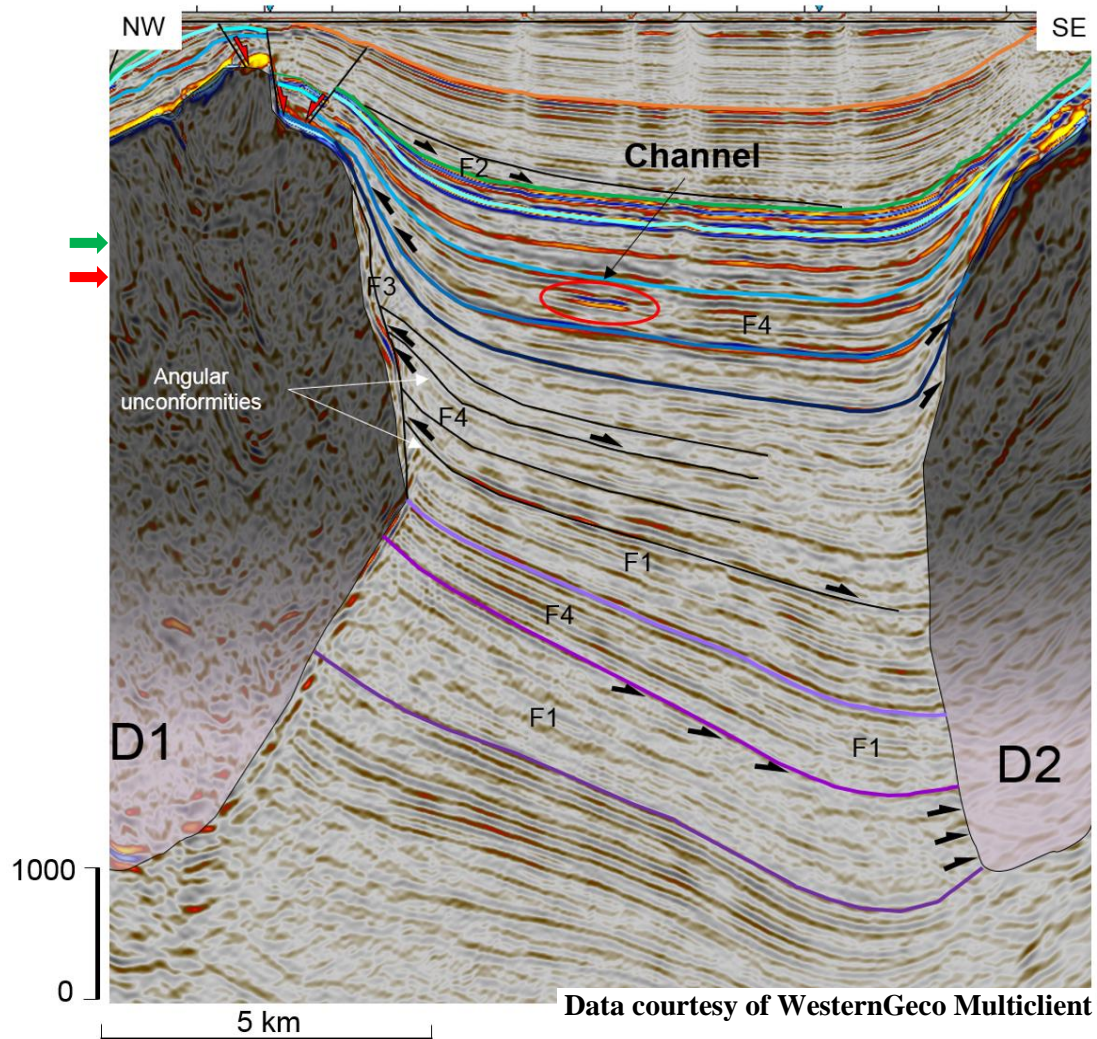 NW
SE
Channel
F2
F3
F4
Angular
unconformities
F4
F1
F4
F1
F1
D1
D2
1000
0
5 km
Data courtesy of WesternGeco Multiclient